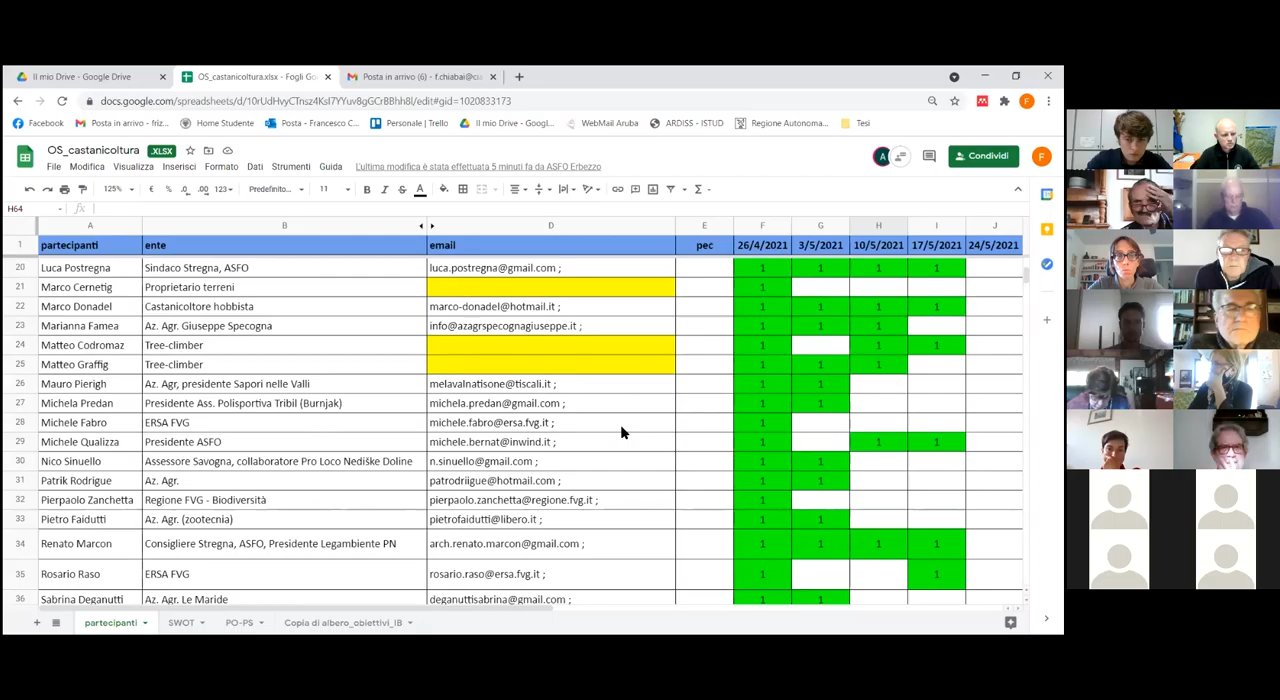 Il mio Drive - Google Drive
OS_castanicoltura.xlsx - Fogli Go
Posta in arrivo (6) - f.chiabai@
docs.google.com/spreadsheets/d/10rUdHvyCTnsz4KsI7YYuv8gGCrBBhh8l/edit#gid=1020833173
Facebook
Posta in arrivo - friz...
Home Studente
Posta - Francesco C...
Personale | Trello
Il mio Drive - Googl...
WebMail Aruba
ARDISS - ISTUD
Regione Autonoma...
Tesi
OS_castanicoltura .XLSX
File Modifica Visualizza Inserisci Formato Dati Strumenti Guida L'ultima modifica è stata effettuata 5 minuti fa da ASFO Erbezzo
A Condividi F
125% € % .0 .00 123 Predefinito... 11 B I S A
H64 fx
A B D E F G H I J
1 partecipanti ente email pec 26/4/2021 3/5/2021 10/5/2021 17/5/2021 24/5/2021
20 Luca Postregna Sindaco Stregna, ASFO luca.postregna@gmail.com ; 1 1 1 1
21 Marco Cernetig Proprietario terreni 1
22 Marco Donadel Castanicoltore hobbista marco-donadel@hotmail.it ; 1 1 1 1
23 Marianna Famea Az. Agr. Giuseppe Specogna info@azagrspecognagiuseppe.it ; 1 1 1
24 Matteo Codromaz Tree-climber 1 1 1
25 Matteo Graffig Tree-climber 1 1 1
26 Mauro Pierigh Az. Agr, presidente Sapori nelle Valli melavalnatisone@tiscali.it ; 1 1
27 Michela Predan Presidente Ass. Polisportiva Tribil (Burnjak) michela.predan@gmail.com ; 1 1
28 Michele Fabro ERSA FVG michele.fabro@ersa.fvg.it ; 1
29 Michele Qualizza Presidente ASFO michele.bernat@inwind.it ; 1 1 1
30 Nico Sinuello Assessore Savogna, collaboratore Pro Loco Nediške Doline n.sinuello@gmail.com ; 1 1
31 Patrik Rodrigue Az. Agr. patrodriigue@hotmail.com ; 1 1
32 Pierpaolo Zanchetta Regione FVG - Biodiversità pierpaolo.zanchetta@regione.fvg.it ; 1
33 Pietro Faidutti Az. Agr. (zootecnia) pietrofaidutti@libero.it ; 1 1
34 Renato Marcon Consigliere Stregna, ASFO, Presidente Legambiente PN arch.renato.marcon@gmail.com ; 1 1 1 1
35 Rosario Raso ERSA FVG rosario.raso@ersa.fvg.it ; 1 1
36 Sabrina Deganutti Az. Agr. Le Maride deganuttisabrina@gmail.com ; 1 1
partecipanti SWOT PO-PS Copia di albero_obiettivi_IB